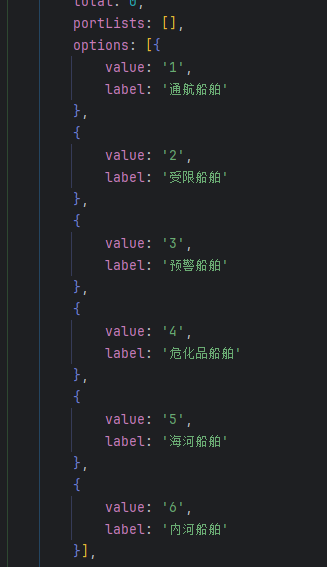 total: 0,
portLists: [],
options: [{
value: '1',
label: '通航船舶'
},
{
value: '2',
label: '受限船舶'
},
{
value: '3',
label: '预警船舶'
},
{
value: '4',
label: '危化品船舶'
},
{
value: '5',
label: '海河船舶'
},
{
value: '6',
label: '内河船舶'
}],